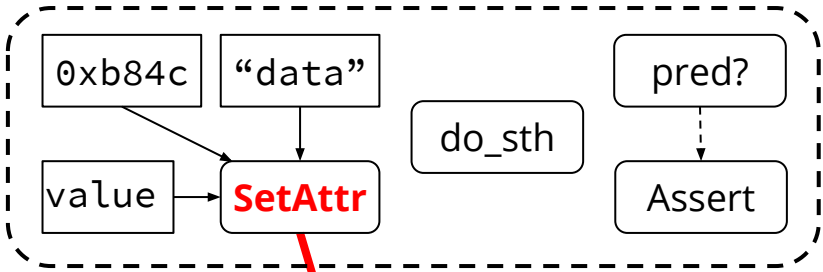 0xb84c
“data”
pred?
do_sth
value
SetAttr
Assert